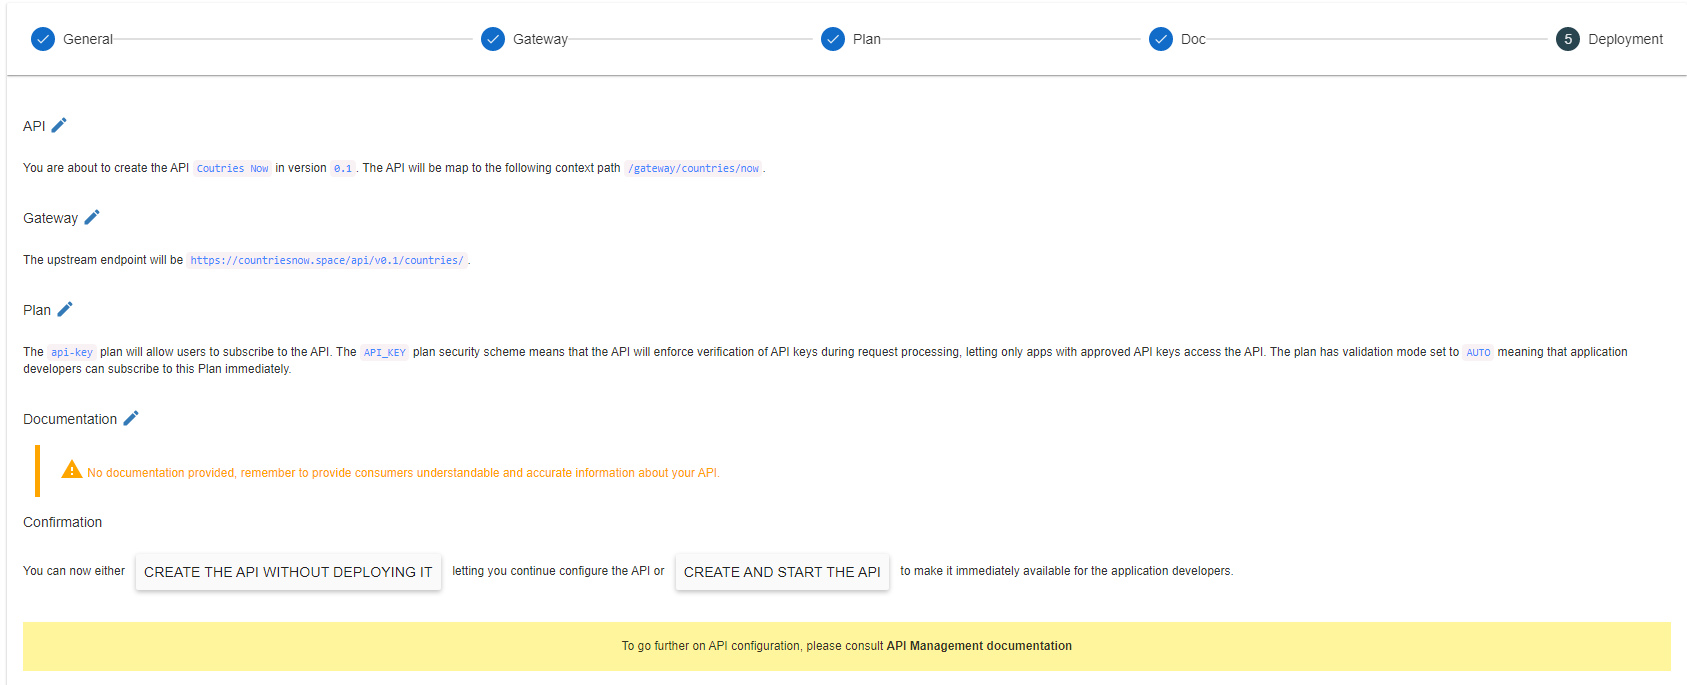 General Gateway Plan Doc 5 Deployment
API
You are about to create the API Coutries Now in version 0.1. The API will be map to the following context path /gateway/countries/now.
Gateway
The upstream endpoint will be https://countriesnow.space/api/v0.1/countries/.
Plan
The api-key plan will allow users to subscribe to the API. The API_KEY plan security scheme means that the API will enforce verification of API keys during request processing, letting only apps with approved API keys access the API. The plan has validation mode set to AUTO meaning that application
developers can subscribe to this Plan immediately.
Documentation
No documentation provided, remember to provide consumers understandable and accurate information about your API.
Confirmation
You can now either CREATE THE API WITHOUT DEPLOYING IT letting you continue configure the API or CREATE AND START THE API to make it immediately available for the application developers.
To go further on API configuration, please consult API Management documentation